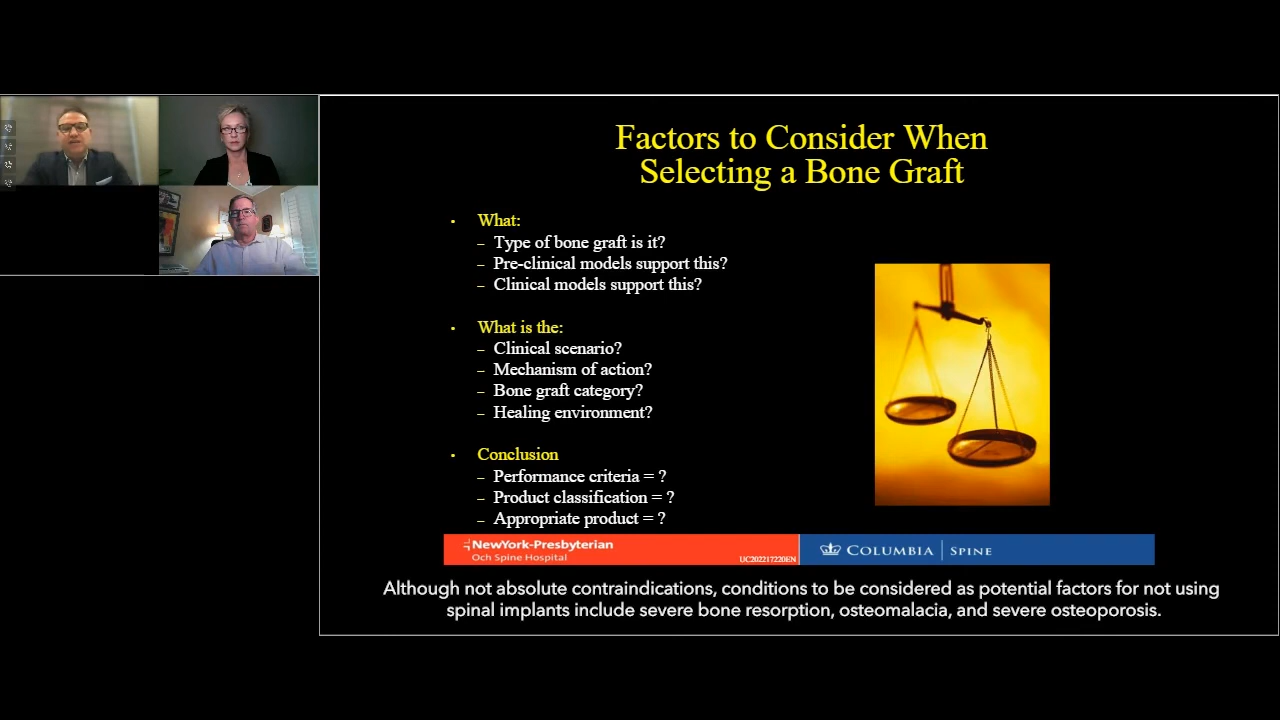 Factors to Consider When
Selecting a Bone Graft
• What:
– Type of bone graft is it?
– Pre-clinical models support this?
– Clinical models support this?
• What is the:
– Clinical scenario?
– Mechanism of action?
– Bone graft category?
– Healing environment?
• Conclusion
– Performance criteria = ?
– Product classification = ?
– Appropriate product = ?
NewYork-Presbyterian
Och Spine Hospital
UC202217220EN
COLUMBIA | SPINE
Although not absolute contraindications, conditions to be considered as potential factors for not using
spinal implants include severe bone resorption, osteomalacia, and severe osteoporosis.